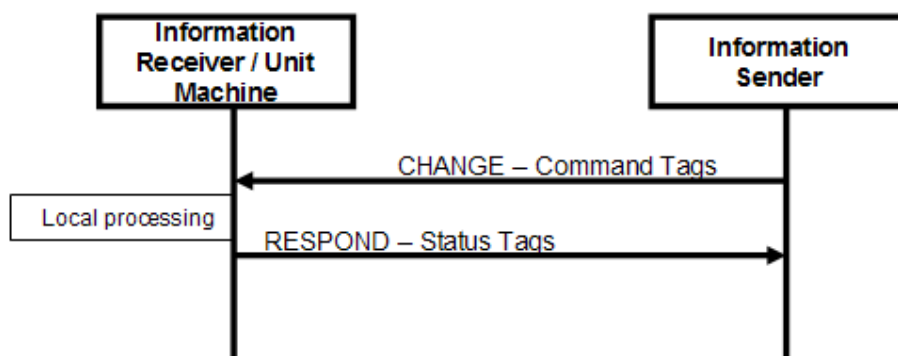 Information
Receiver / Unit
Machine
Information
Sender
CHANGE – Command Tags
Local processing
RESPOND – Status Tags